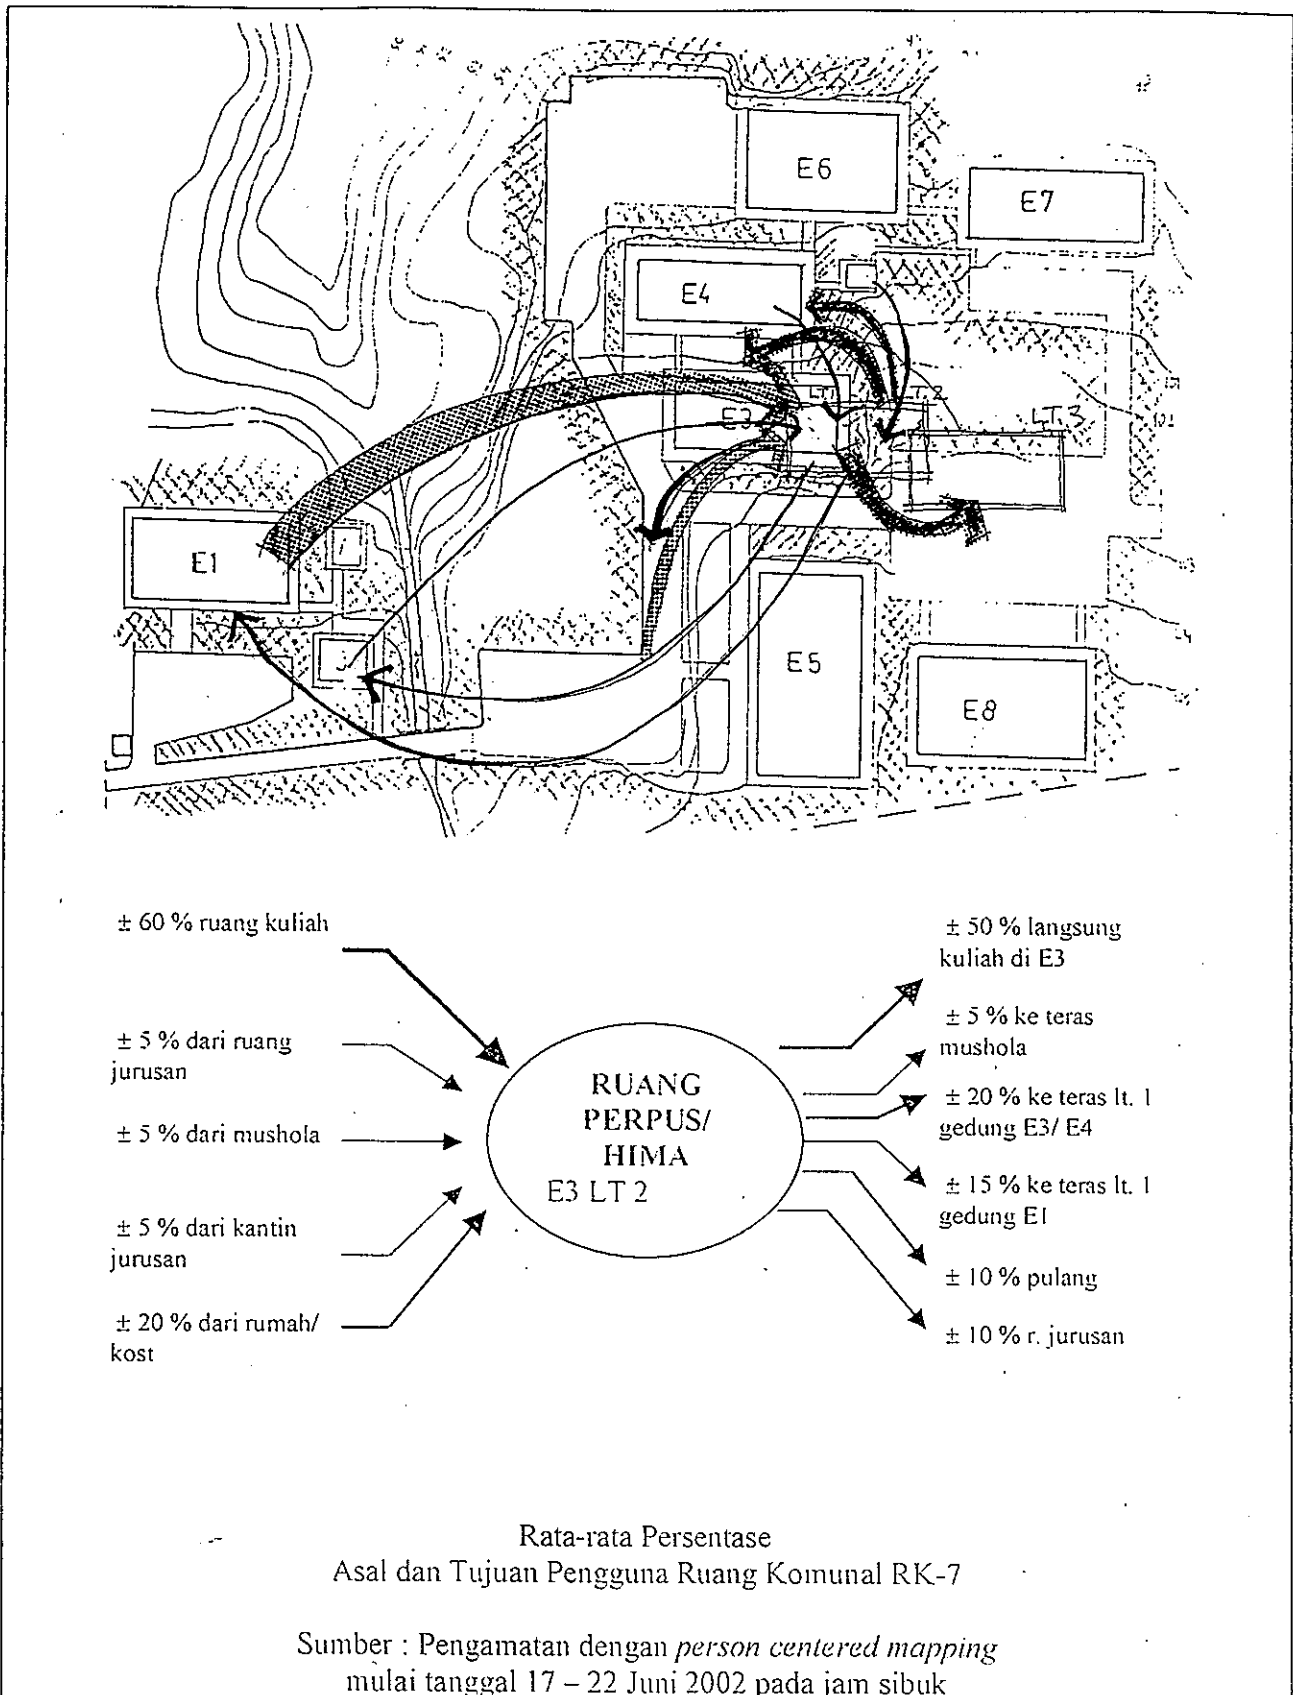 E6
E7
E4
LT.3
E3
E1
E5
E8
± 60 % ruang kuliah
± 5 % dari ruang
jurusan
± 5 % dari mushola
± 5 % dari kantin
jurusan
± 20 % dari rumah/
kost
RUANG
PERPUS/
HIMA
E3 LT 2
± 50 % langsung
kuliah di E3
± 5 % ke teras
mushola
± 20 % ke teras lt. 1
gedung E3/ E4
± 15 % ke teras lt. 1
gedung E1
± 10 % pulang
± 10 % r. jurusan
Rata-rata Persentase
Asal dan Tujuan Pengguna Ruang Komunal RK-7
Sumber : Pengamatan dengan person centered mapping
mulai tanggal 17 – 22 Juni 2002 pada jam sibuk